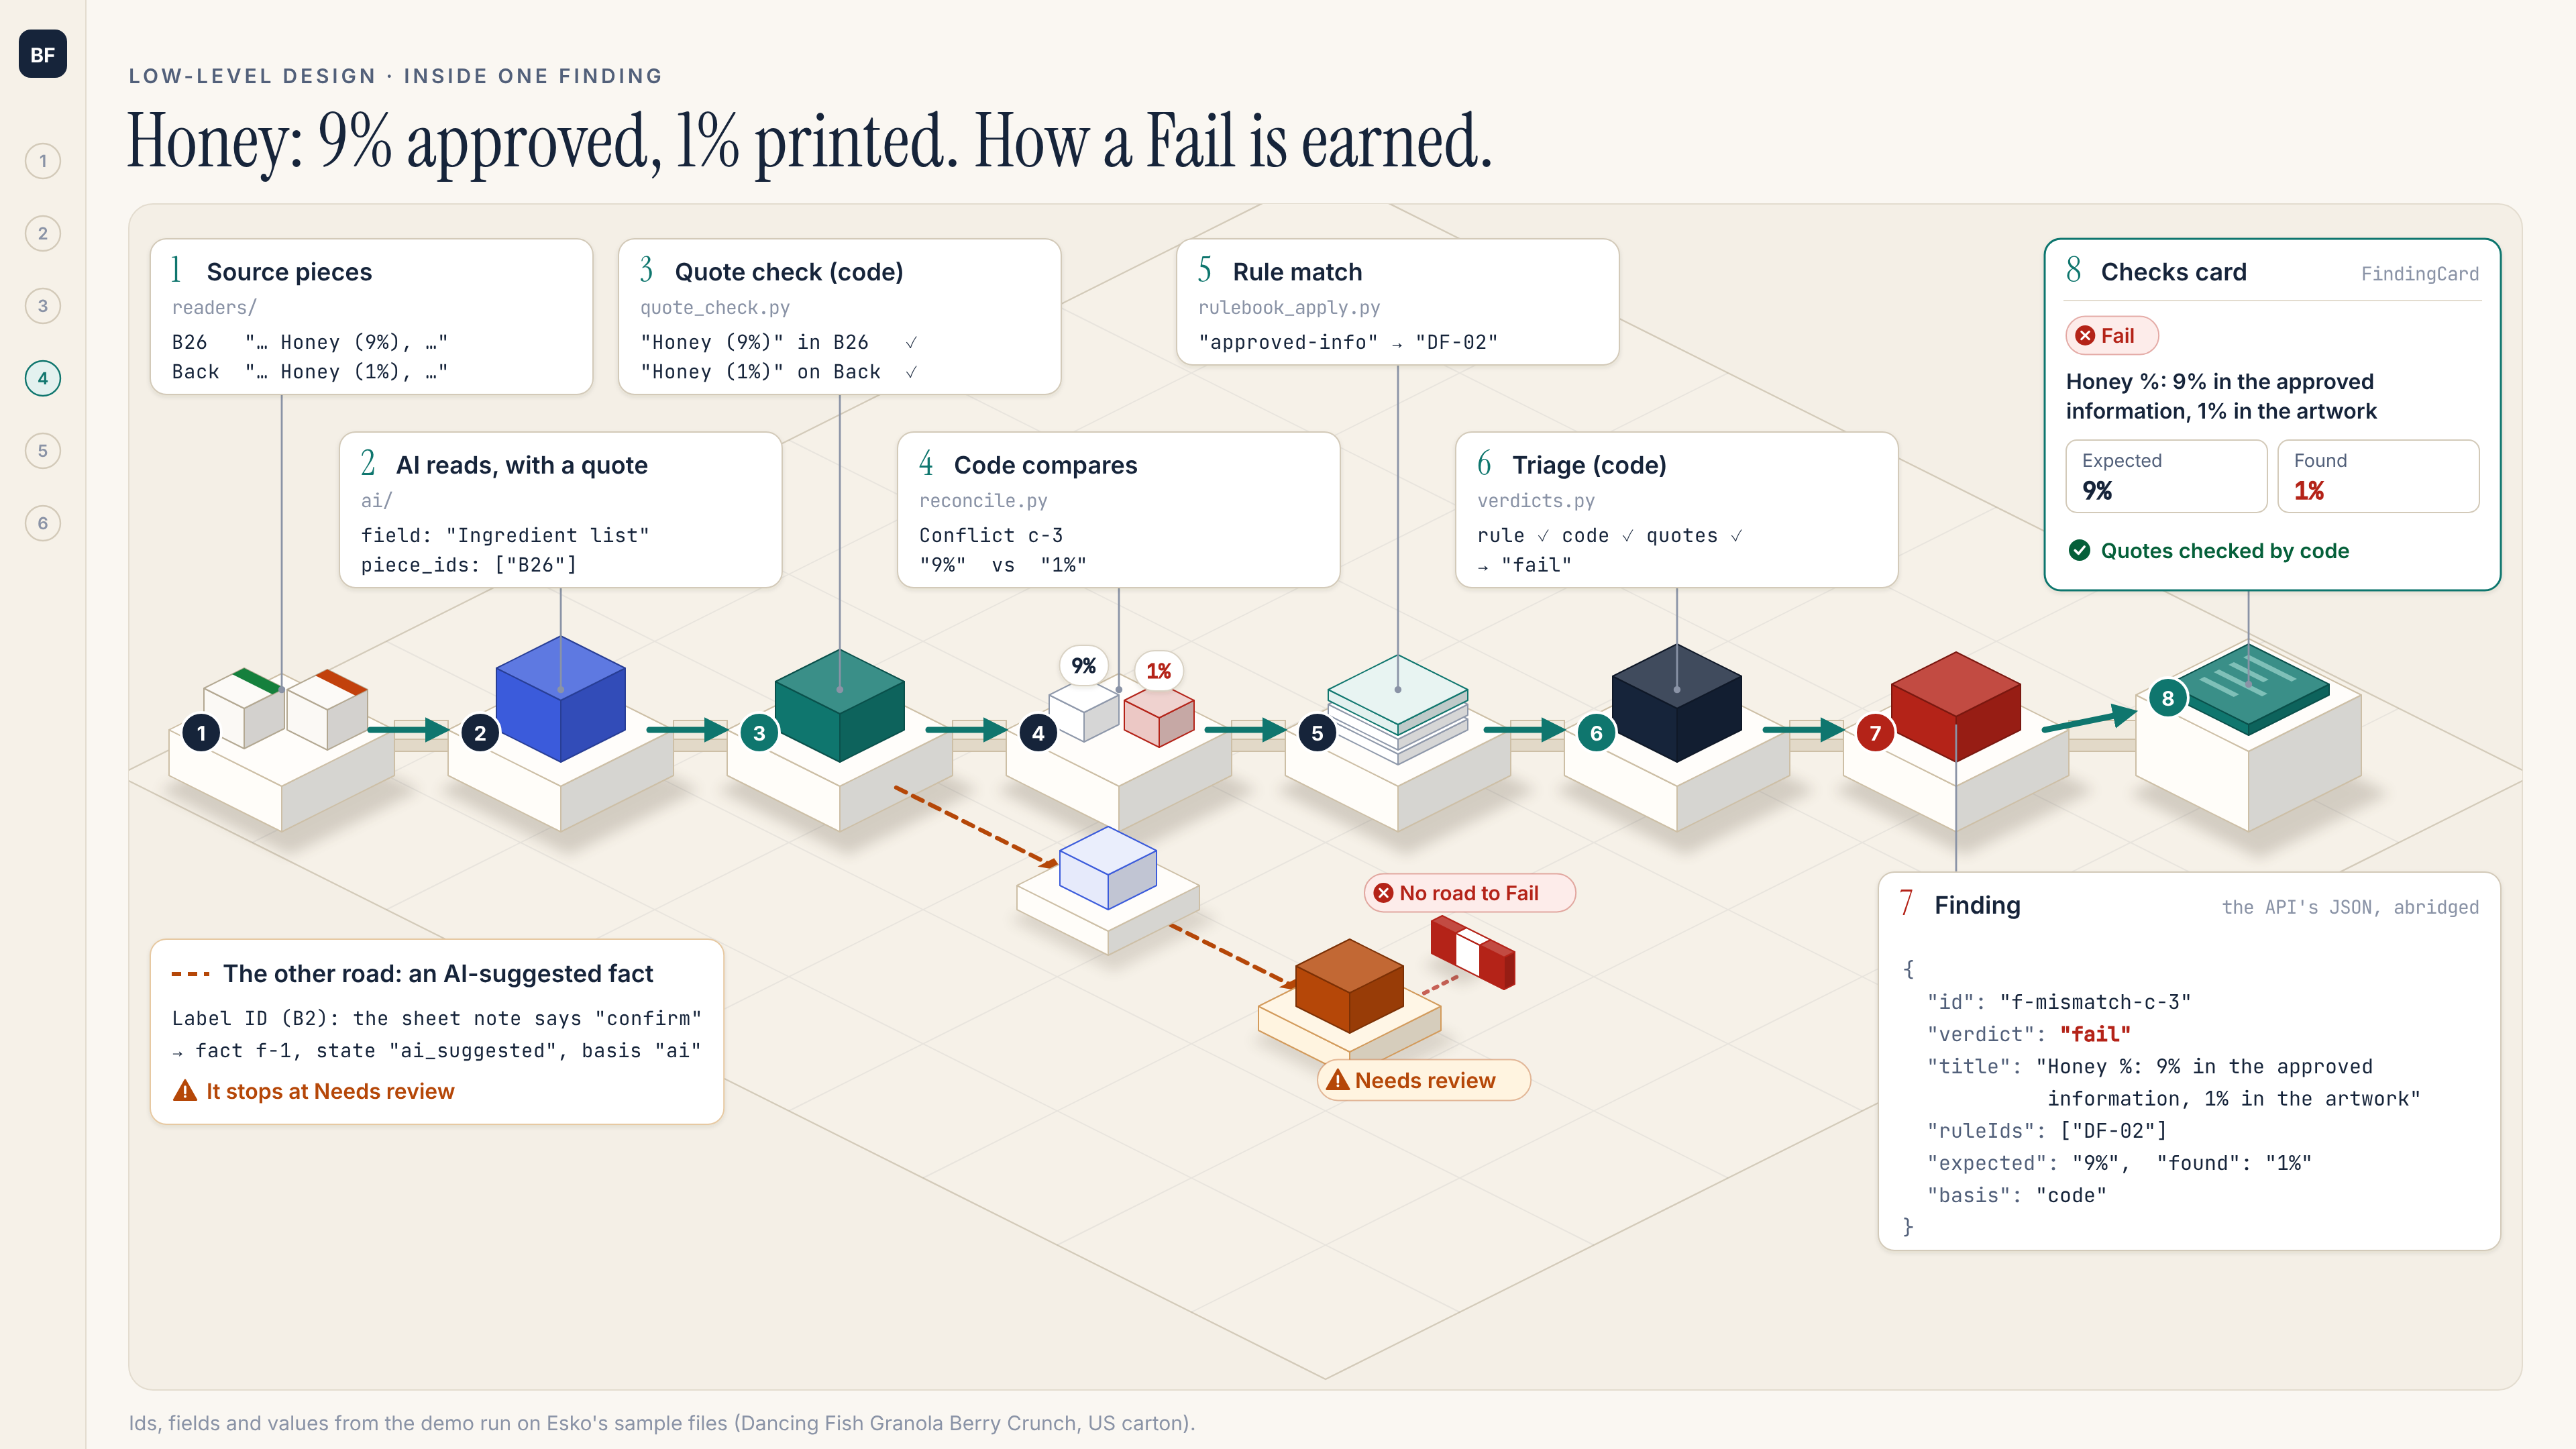 BF
1
2
3
4
5
6
LOW-LEVEL DESIGN · INSIDE ONE FINDING
Honey: 9% approved, 1% printed. How a Fail is earned.
1 Source pieces
readers/
B26 "… Honey (9%), …"
Back "… Honey (1%), …"
3 Quote check (code)
quote_check.py
"Honey (9%)" in B26 ✓
"Honey (1%)" on Back ✓
5 Rule match
rulebook_apply.py
"approved-info" → "DF-02"
8 Checks card FindingCard
Fail
Honey %: 9% in the approved
information, 1% in the artwork
Expected
9%
Found
1%
Quotes checked by code
2 AI reads, with a quote
ai/
field: "Ingredient list"
piece_ids: ["B26"]
4 Code compares
reconcile.py
Conflict c-3
"9%" vs "1%"
6 Triage (code)
verdicts.py
rule ✓ code ✓ quotes ✓
→ "fail"
9%
1%
1
2
3
4
5
6
7
8
No road to Fail
Needs review
The other road: an AI-suggested fact
Label ID (B2): the sheet note says "confirm"
→ fact f-1, state "ai_suggested", basis "ai"
It stops at Needs review
7 Finding the API's JSON, abridged
{
"id": "f-mismatch-c-3"
"verdict": "fail"
"title": "Honey %: 9% in the approved
information, 1% in the artwork"
"ruleIds": ["DF-02"]
"expected": "9%", "found": "1%"
"basis": "code"
}
Ids, fields and values from the demo run on Esko's sample files (Dancing Fish Granola Berry Crunch, US carton).